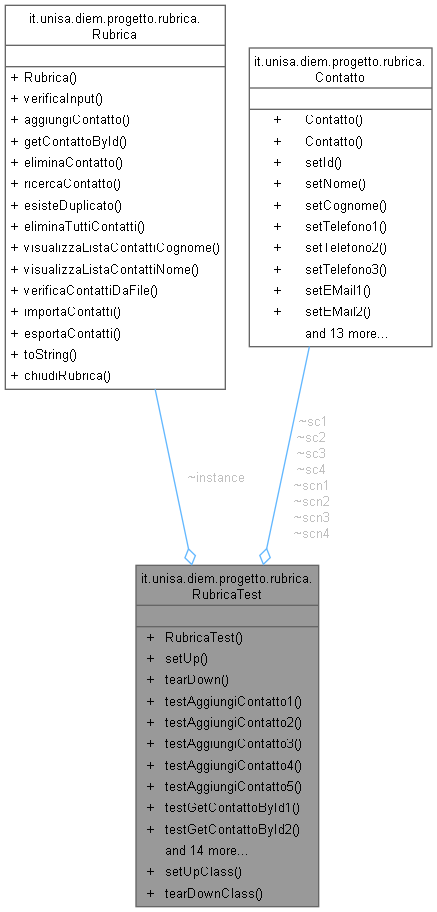 it.unisa.diem.progetto.rubrica.
Rubrica
+ Rubrica()
+ verificaInput()
+ aggiungiContatto()
+ getContattoById()
+ eliminaContatto()
+ ricercaContatto()
+ esisteDuplicato()
+ eliminaTuttiContatti()
+ visualizzaListaContattiCognome()
+ visualizzaListaContattiNome()
+ verificaContattiDaFile()
+ importaContatti()
+ esportaContatti()
+ toString()
+ chiudiRubrica()
it.unisa.diem.progetto.rubrica.
Contatto
+ Contatto()
+ Contatto()
+ setId()
+ setNome()
+ setCognome()
+ setTelefono1()
+ setTelefono2()
+ setTelefono3()
+ setEMail1()
+ setEMail2()
and 13 more...
~instance
~sc1
~sc2
~sc3
~sc4
~scn1
~scn2
~scn3
~scn4
it.unisa.diem.progetto.rubrica.
RubricaTest
+ RubricaTest()
+ setUp()
+ tearDown()
+ testAggiungiContatto1()
+ testAggiungiContatto2()
+ testAggiungiContatto3()
+ testAggiungiContatto4()
+ testAggiungiContatto5()
+ testGetContattoById1()
+ testGetContattoById2()
and 14 more...
+ setUpClass()
+ tearDownClass()